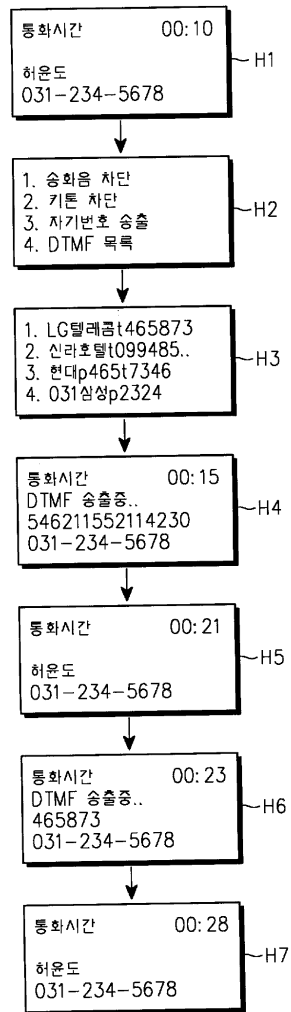 통화시간 00:10
허윤도
031-234-5678
H1
1. 송화음 차단
2. 키톤 차단
3. 자기번호 송출
4. DTMF 목록
H2
1. LG텔레콤t465873
2. 신라호텔t099485..
3. 현대p465t7346
4. 031삼성p2324
H3
통화시간 00:15
DTMF 송출중..
546211552114230
031-234-5678
H4
통화시간 00:21
허윤도
031-234-5678
H5
통화시간 00:23
DTMF 송출중..
465873
031-234-5678
H6
통화시간 00:28
허윤도
031-234-5678
H7